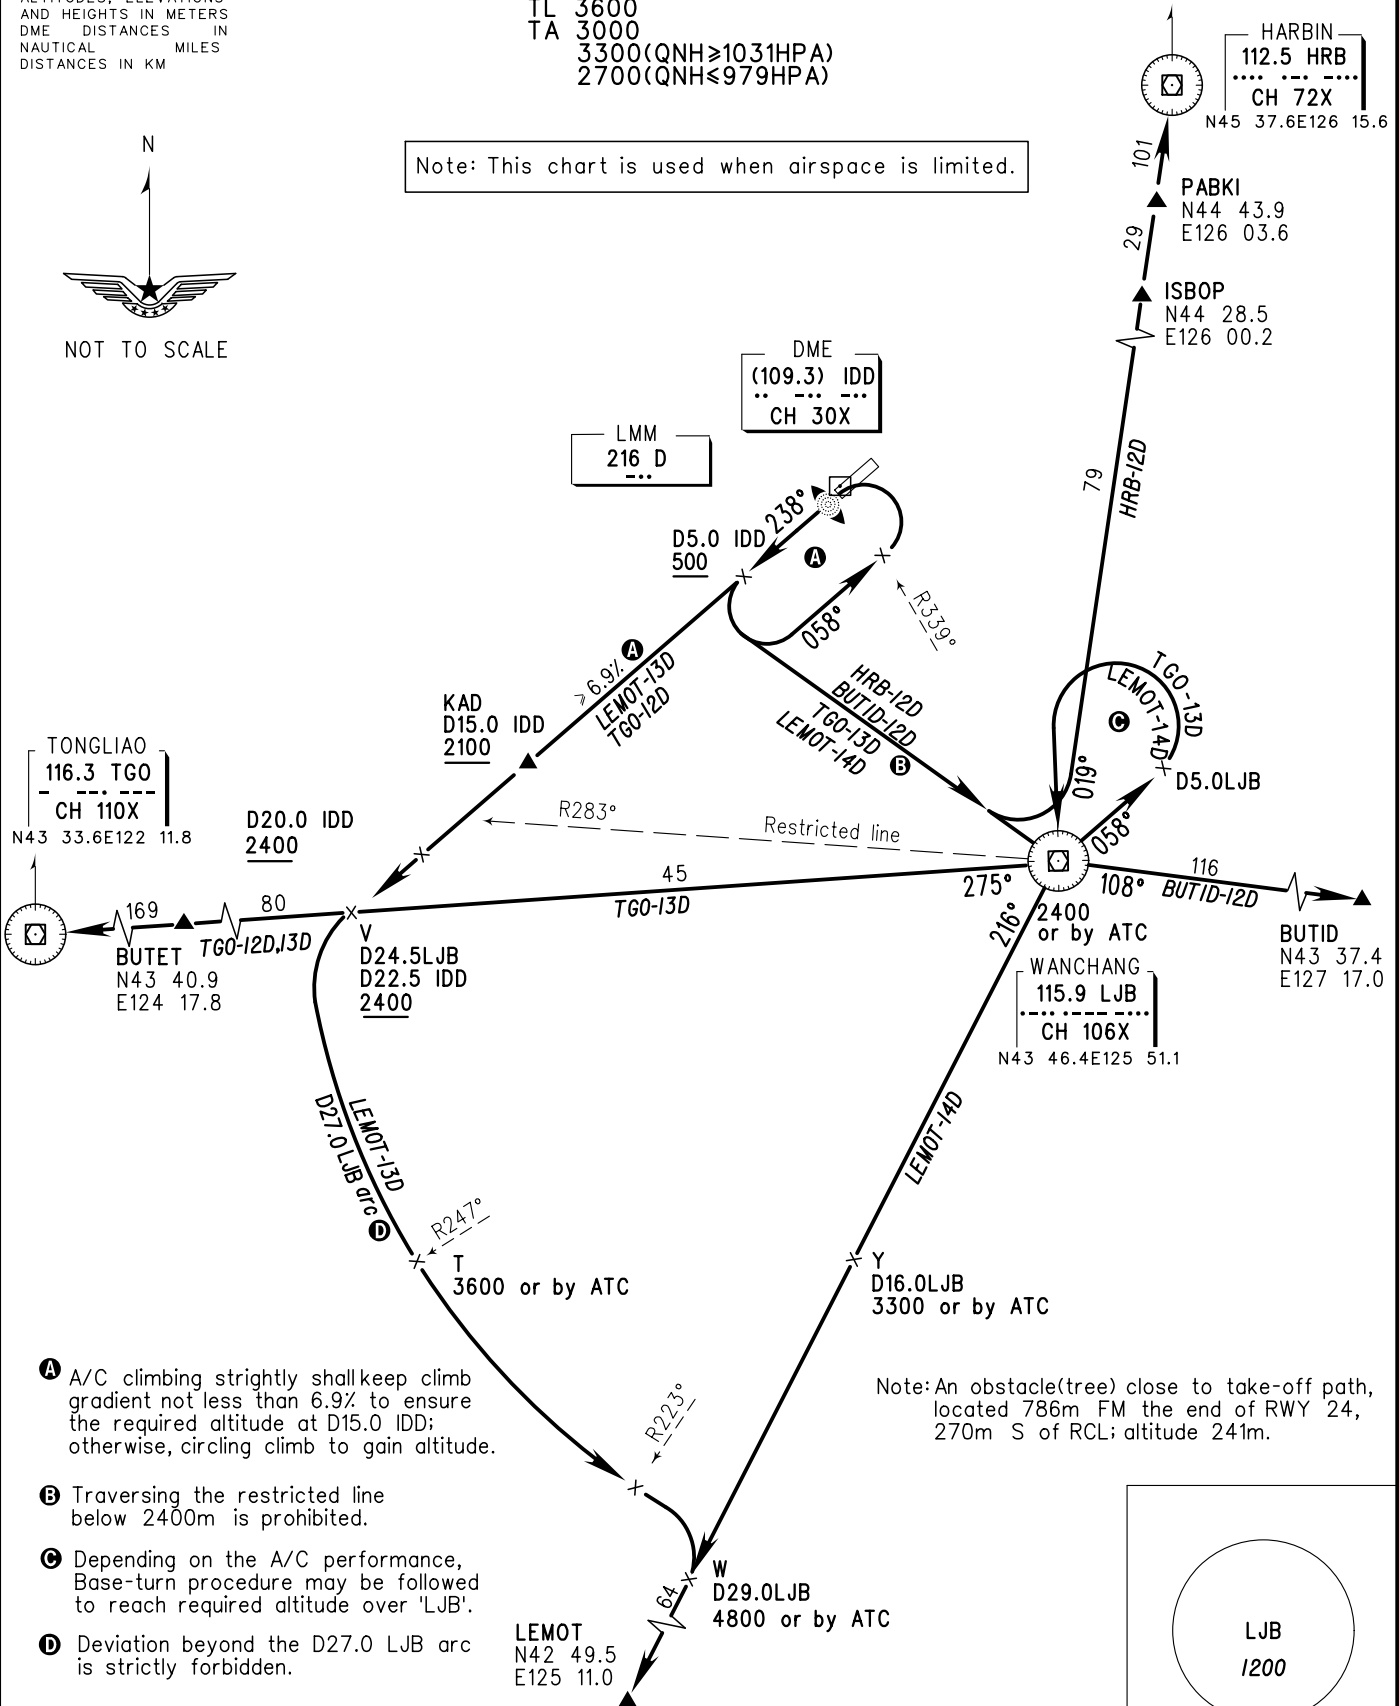 ALTITUDES, ELEVATIONS
AND HEIGHTS IN METERS
DME DISTANCES IN
NAUTICAL MILES
DISTANCES IN KM
TL 3600
TA 3000
3300(QNH≥1031HPA)
2700(QNH≤979HPA)
HARBIN
112.5 HRB
···· ·−· −···
CH 72X
N45 37.6E126 15.6
Note: This chart is used when airspace is limited.
N
NOT TO SCALE
101
PABKI
N44 43.9
E126 03.6
29
ISBOP
N44 28.5
E126 00.2
79
HRB-12D
DME
(109.3) IDD
·· −·· −··
CH 30X
LMM
216 D
−··
238°
D5.0 IDD
500
A
058°
R339°
A
≥6.9%
LEMOT-13D
TGO-12D
KAD
D15.0 IDD
2100
HRB-12D
BUTID-12D
TGO-13D
LEMOT-14D
B
TGO-13D
LEMOT-14D
C
D5.0LJB
019°
058°
TONGLIAO
116.3 TGO
− −−· −−−
CH 110X
N43 33.6E122 11.8
D20.0 IDD
2400
R283°
Restricted line
45
TGO-13D
275°
108°
116
BUTID-12D
216°
2400
or by ATC
169
80
TGO-12D,13D
BUTET
N43 40.9
E124 17.8
V
D24.5LJB
D22.5 IDD
2400
BUTID
N43 37.4
E127 17.0
WANCHANG
115.9 LJB
·−·· ·−−− −···
CH 106X
N43 46.4E125 51.1
LEMOT-13D
D27.0LJB arc
D
LEMOT-14D
R247°
T
3600 or by ATC
Y
D16.0LJB
3300 or by ATC
R223°
A A/C climbing strightly shall keep climb
gradient not less than 6.9% to ensure
the required altitude at D15.0 IDD;
otherwise, circling climb to gain altitude.
B Traversing the restricted line
below 2400m is prohibited.
C Depending on the A/C performance,
Base-turn procedure may be followed
to reach required altitude over 'LJB'.
D Deviation beyond the D27.0 LJB arc
is strictly forbidden.
Note: An obstacle(tree) close to take-off path,
located 786m FM the end of RWY 24,
270m S of RCL; altitude 241m.
W
D29.0LJB
4800 or by ATC
64
LEMOT
N42 49.5
E125 11.0
LJB
1200